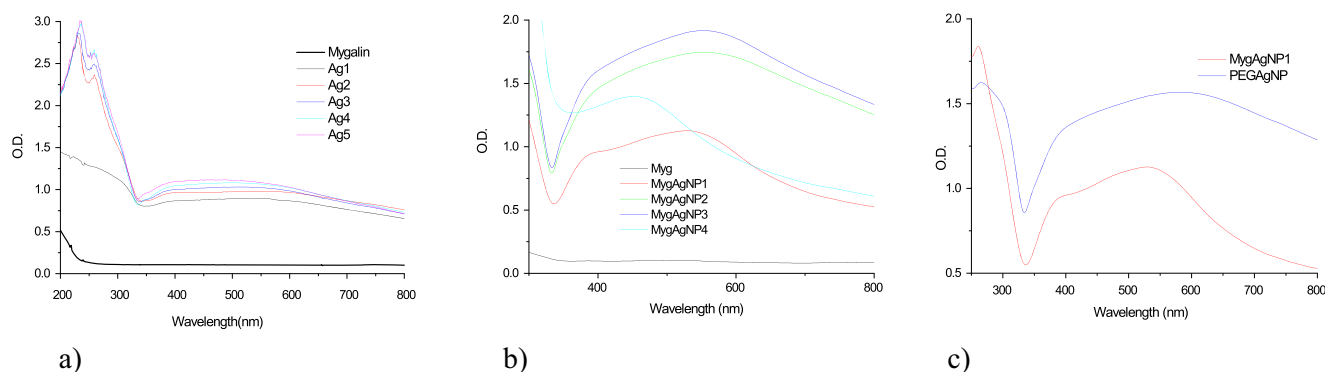 3.0
2.5
2.0
1.5
1.0
0.5
0.0
O.D.
200 300 400 500 600 700 800
Wavelength(nm)
Mygalin
Ag1
Ag2
Ag3
Ag4
Ag5
a)
2.0
1.5
1.0
0.5
0.0
O.D.
400 600 800
Wavelength (nm)
Myg
MygAgNP1
MygAgNP2
MygAgNP3
MygAgNP4
b)
2.0
1.5
1.0
0.5
O.D.
300 400 500 600 700 800
Wavelength (nm)
MygAgNP1
PEGAgNP
c)